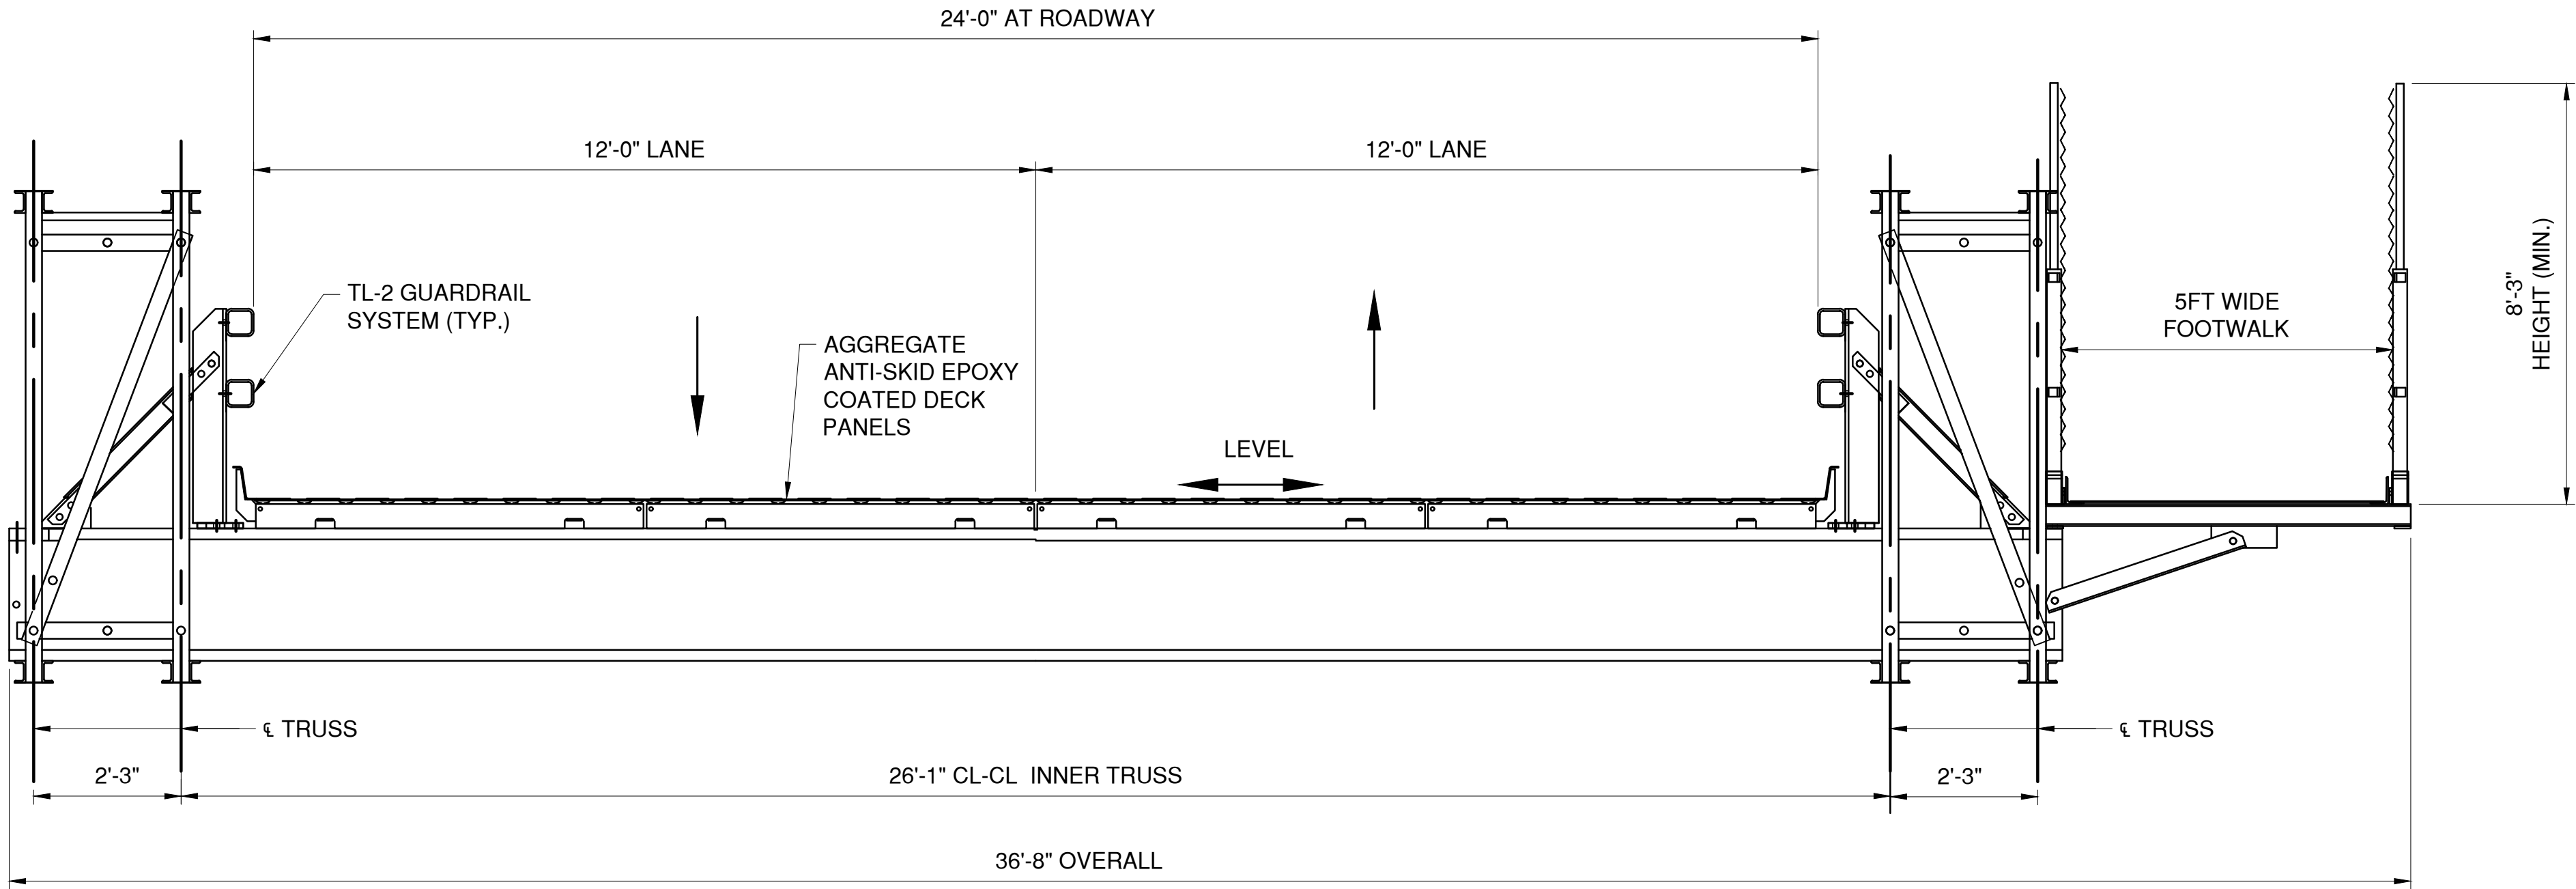 24'-0" AT ROADWAY
12'-0" LANE
12'-0" LANE
TL-2 GUARDRAIL
SYSTEM (TYP.)
AGGREGATE
ANTI-SKID EPOXY
COATED DECK
PANELS
LEVEL
5FT WIDE
FOOTWALK
8'-3"
HEIGHT (MIN.)
℄ TRUSS
℄ TRUSS
2'-3"
26'-1" CL-CL INNER TRUSS
2'-3"
36'-8" OVERALL